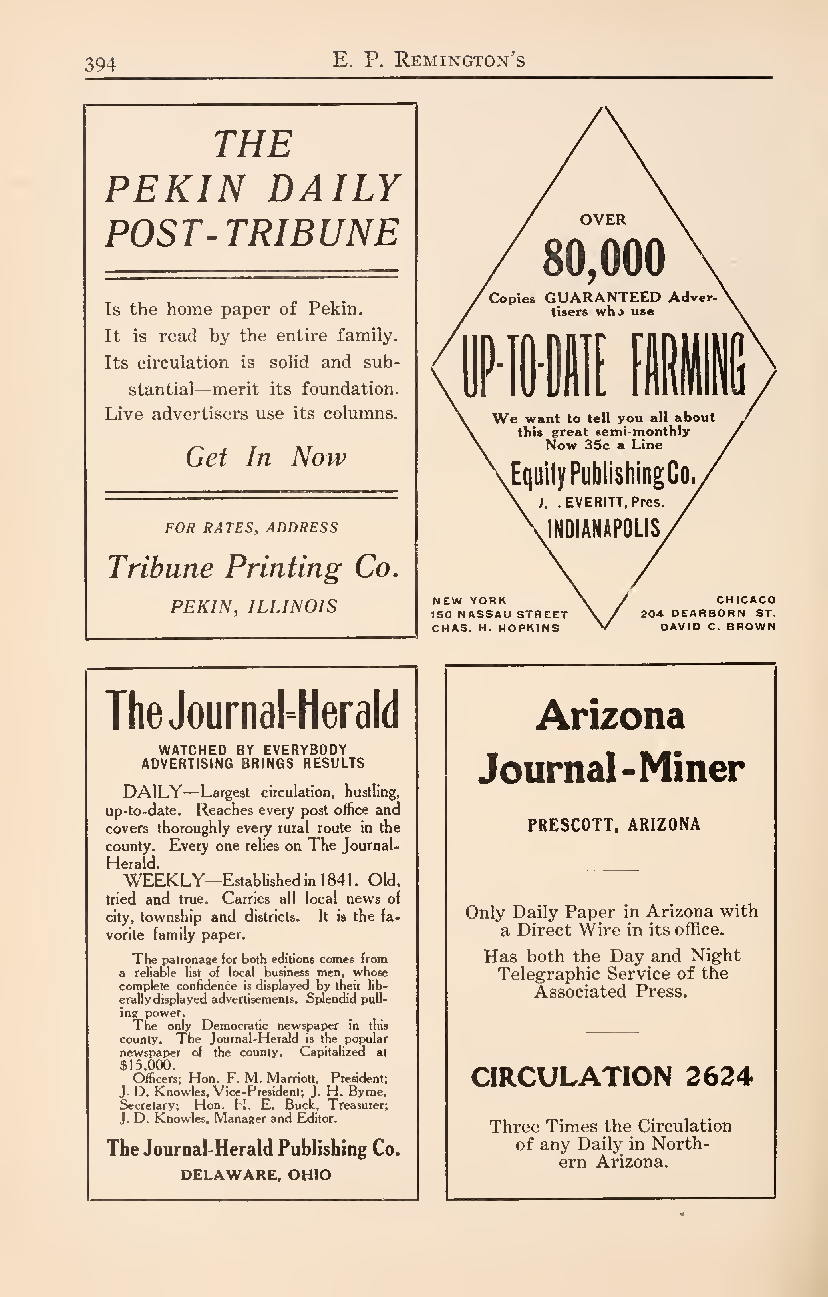 394
E. P. Remington's
THE
PEKIN DAILY
POST-TRIBUNE
Is the home paper of Pekin.
It is read by the entire family.
Its circulation is solid and sub-
stantial—merit its foundation.
Live advertisers use its columns.
Get In Now
FOR RATES, ADDRESS
Tribune Printing Co.
PEKIN, ILLINOIS
OVER
80,000
Copies GUARANTEED Adver-
tisers who use
UP-TO-DATE FARMING
We want to tell you all about
this great semi-monthly
Now 35c a Line
Equity Publishing Co.
J. . EVERITT, Pres.
INDIANAPOLIS
NEW YORK
150 NASSAU STREET
CHAS. H. HOPKINS
CHICAGO
204 DEARBORN ST.
DAVID C. BROWN
The Journal-Herald
WATCHED BY EVERYBODY
ADVERTISING BRINGS RESULTS
DAILY—Largest circulation, hustling,
up-to-date. Reaches every post office and
covers thoroughly every rural route in the
county. Every one relies on The Journal-
Herald.
WEEKLY—Established in 1841. Old,
tried and true. Carries all local news of
city, township and districts. It is the fa-
vorite family paper.
The patronage for both editions comes from
a reliable list of local business men, whose
complete confidence is displayed by their lib-
erally displayed advertisements. Splendid pull-
ing power.
The only Democratic newspaper in this
county. The Journal-Herald is the popular
newspaper of the county. Capitalized at
$15,000.
Officers; Hon. F. M. Marriott, President;
J. D. Knowles, Vice-President; J. H. Byrne,
Secretary; Hon. H. E. Buck, Treasurer;
J. D. Knowles, Manager and Editor.
The Journal-Herald Publishing Co.
DELAWARE, OHIO
Arizona
Journal-Miner
PRESCOTT, ARIZONA
Only Daily Paper in Arizona with
a Direct Wire in its office.
Has both the Day and Night
Telegraphic Service of the
Associated Press.
CIRCULATION 2624
Three Times the Circulation
of any Daily in North-
ern Arizona.